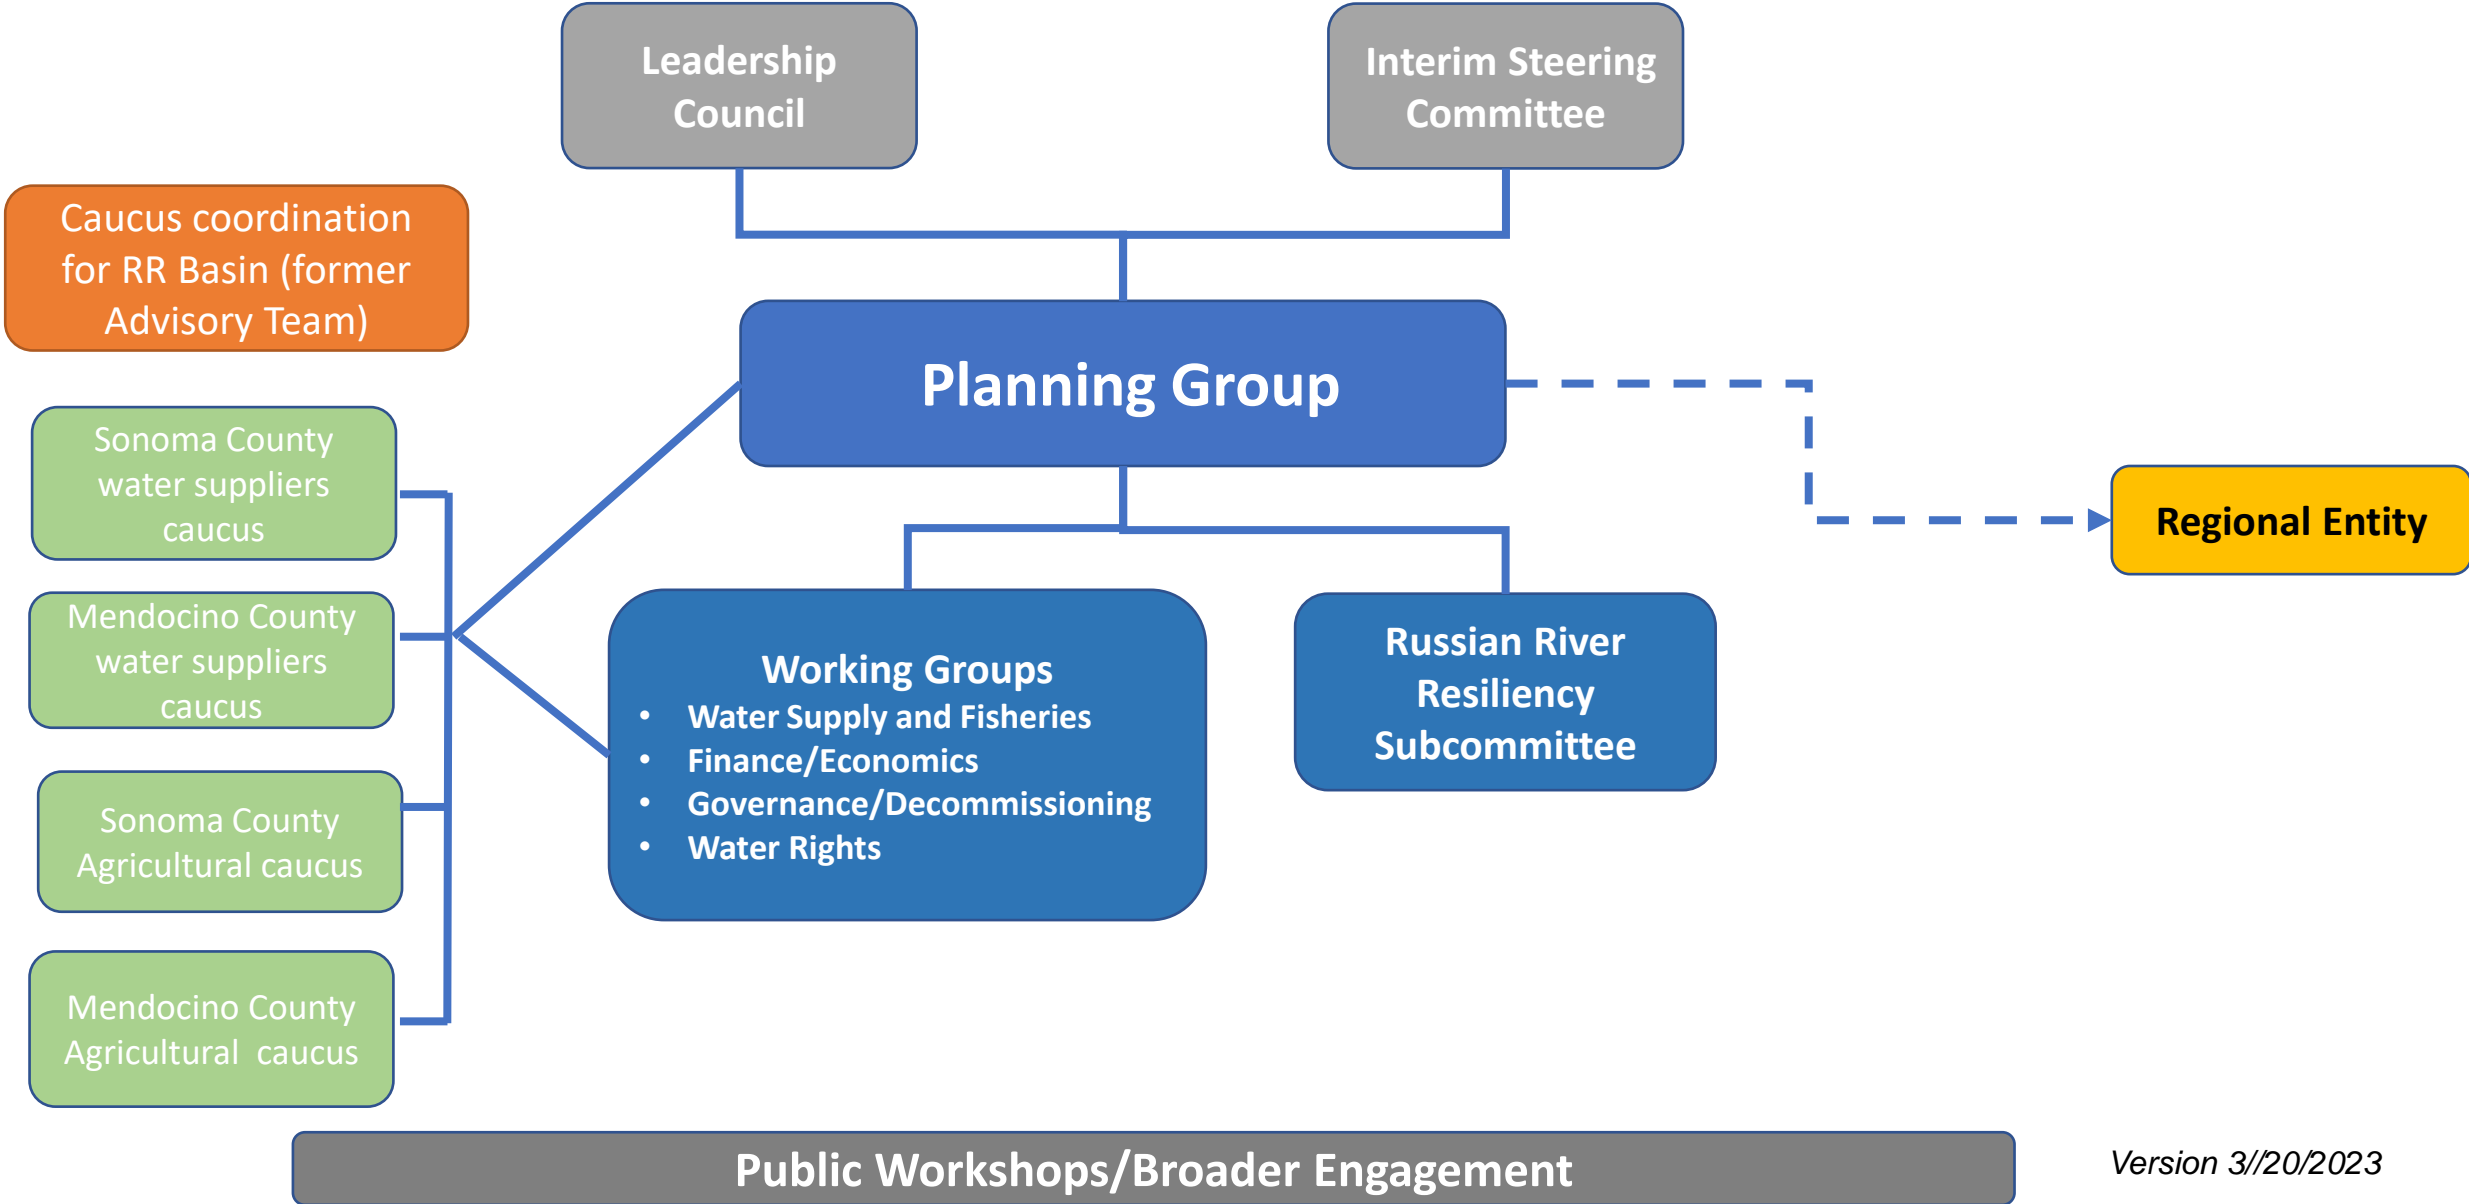 Leadership
Council
Interim Steering
Committee
Caucus coordination
for RR Basin (former
Advisory Team)
Planning Group
Sonoma County
water suppliers
caucus
Mendocino County
water suppliers
caucus
Sonoma County
Agricultural caucus
Mendocino County
Agricultural  caucus
Working Groups
• Water Supply and Fisheries
• Finance/Economics
• Governance/Decommissioning
• Water Rights
Russian River
Resiliency
Subcommittee
Regional Entity
Public Workshops/Broader Engagement
Version 3//20/2023